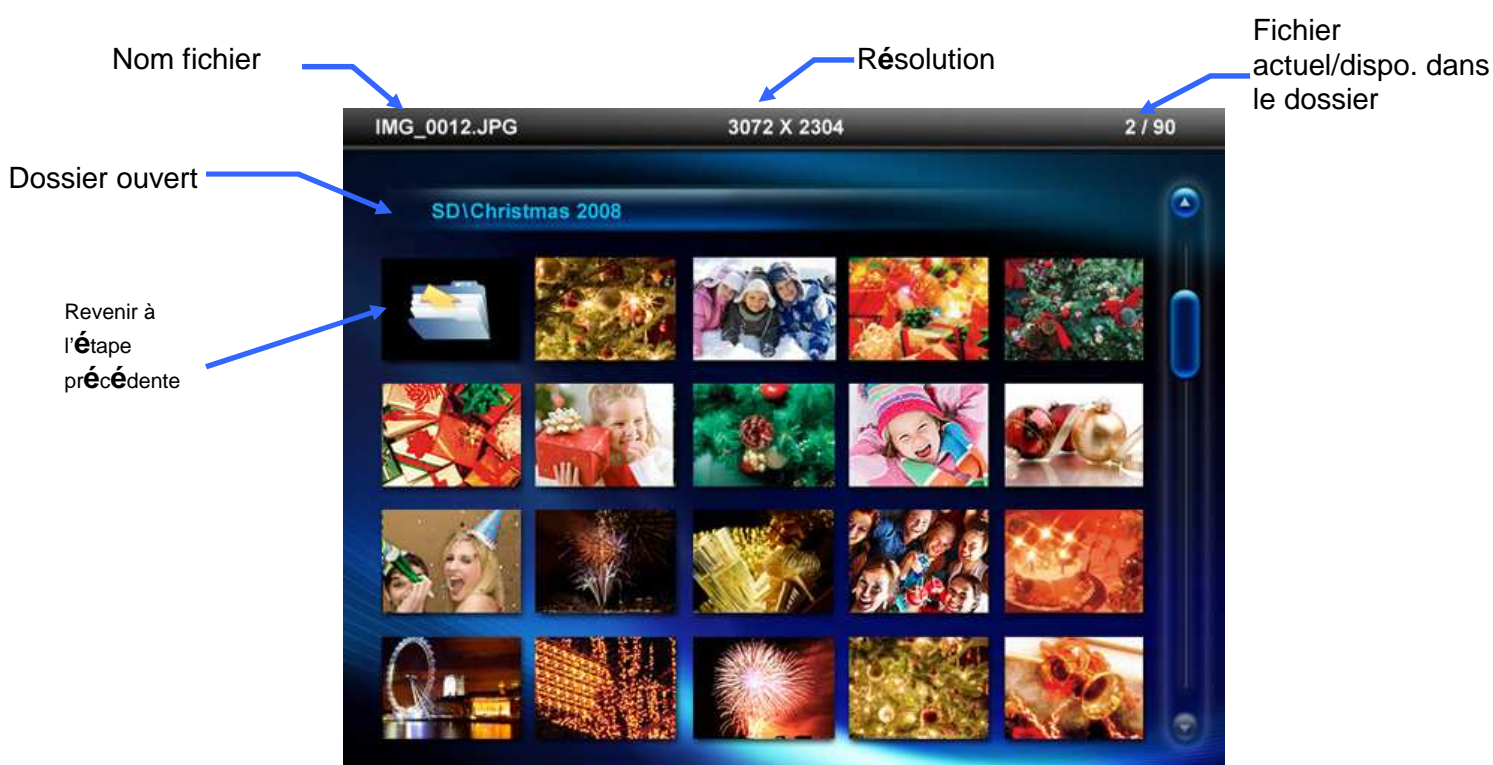 Nom fichier
Résolution
Fichier
actuel/dispo. dans
le dossier
IMG_0012.JPG
3072 X 2304
2 / 90
Dossier ouvert
SD\Christmas 2008
Revenir à
l'étape
précédente